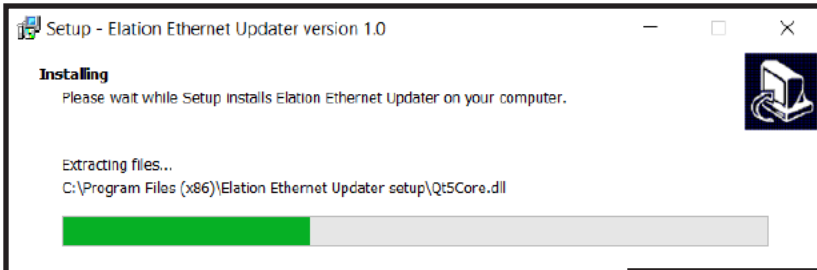 Setup - Elation Ethernet Updater version 1.0
Installing
Please wait while Setup installs Elation Ethernet Updater on your computer.
Extracting files...
C:\Program Files (x86)\Elation Ethernet Updater setup\Qt5Core.dll